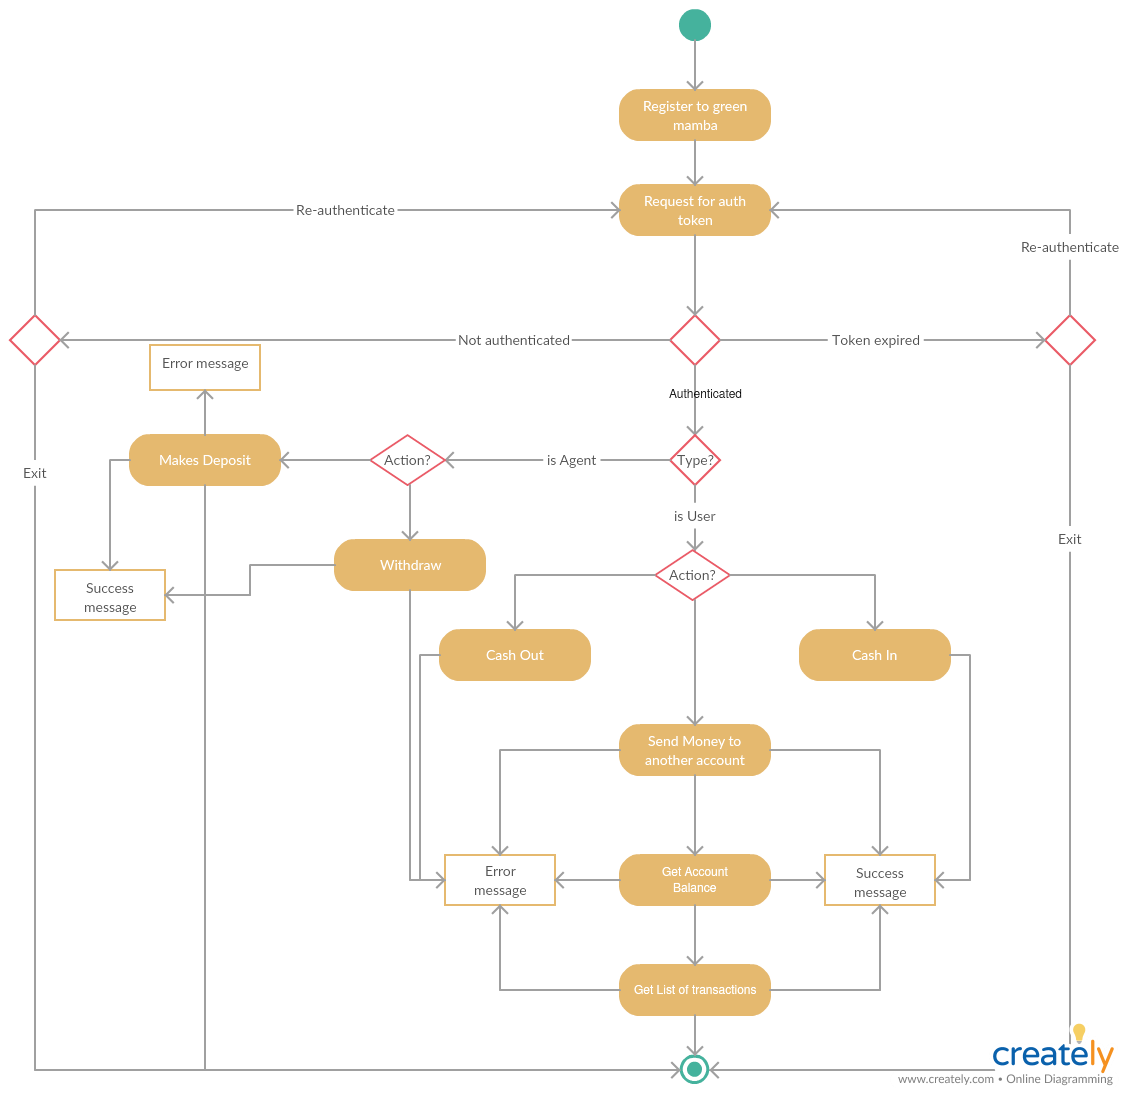 Register to green
mamba
Request for auth
token
Re-authenticate
Re-authenticate
Not authenticated
Token expired
Error message
Authenticated
Makes Deposit
Action?
is Agent
Type?
Exit
is User
Exit
Withdraw
Action?
Success
message
Cash Out
Cash In
Send Money to
another account
Error
message
Get Account
Balance
Success
message
Get List of transactions
creately
www.creately.com • Online Diagramming